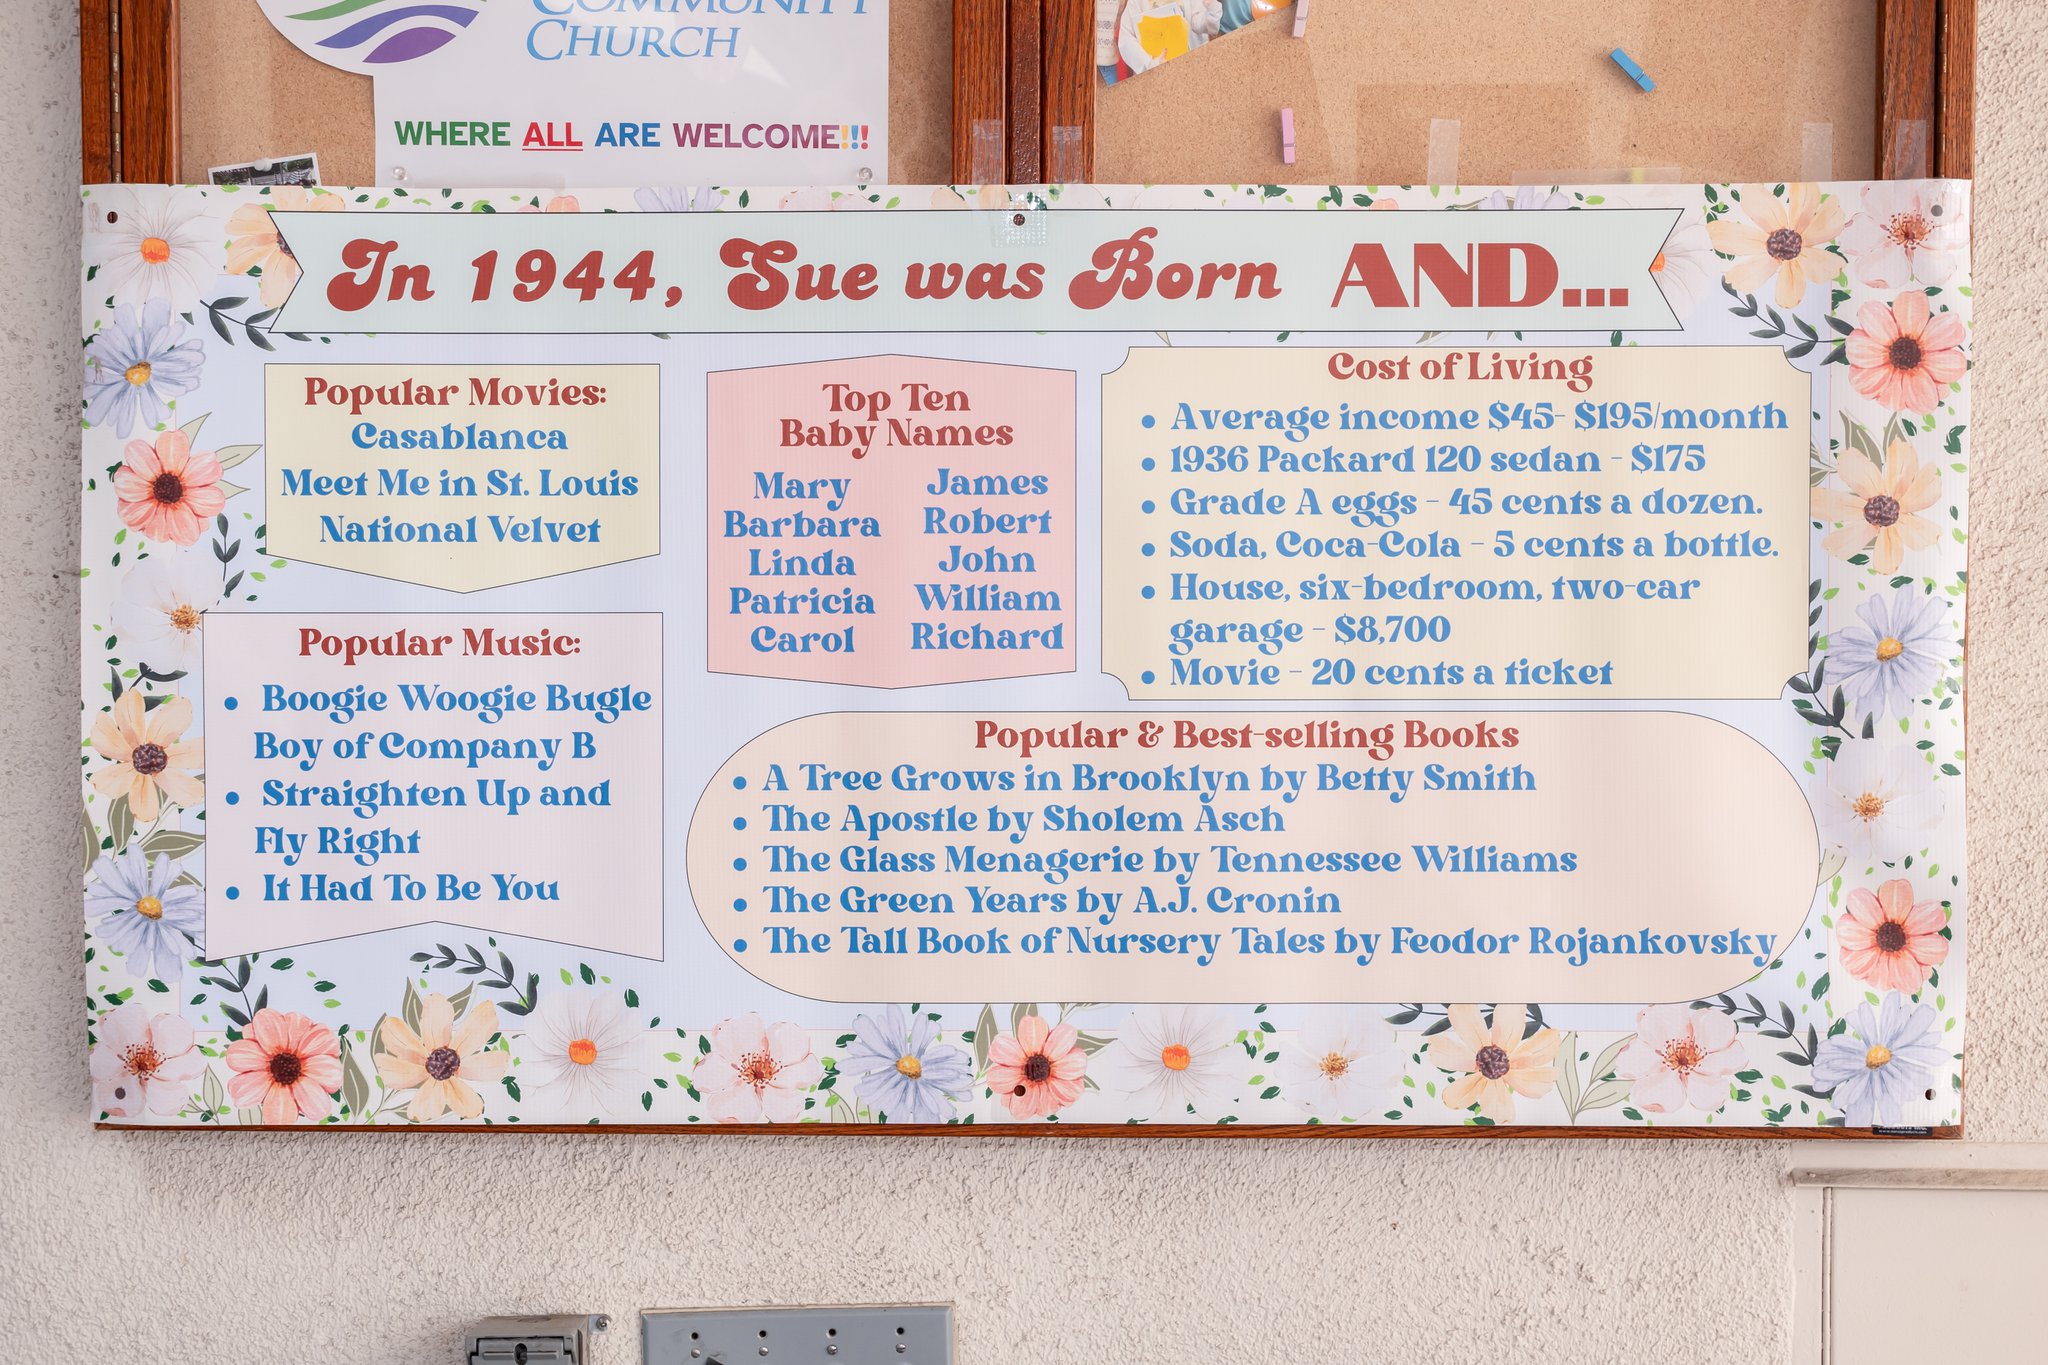 COMMUNITY
CHURCH
WHERE ALL ARE WELCOME!!!
In 1944, Sue was Born AND...
Popular Movies:
Casablanca
Meet Me in St. Louis
National Velvet
Popular Music:
• Boogie Woogie Bugle
Boy of Company B
• Straighten Up and
Fly Right
• It Had To Be You
Top Ten
Baby Names
Mary James
Barbara Robert
Linda John
Patricia William
Carol Richard
Cost of Living
• Average income $45- $195/month
• 1936 Packard 120 sedan - $175
• Grade A eggs - 45 cents a dozen.
• Soda, Coca-Cola - 5 cents a bottle.
• House, six-bedroom, two-car
garage - $8,700
• Movie - 20 cents a ticket
Popular & Best-selling Books
• A Tree Grows in Brooklyn by Betty Smith
• The Apostle by Sholem Asch
• The Glass Menagerie by Tennessee Williams
• The Green Years by A.J. Cronin
• The Tall Book of Nursery Tales by Feodor Rojankovsky